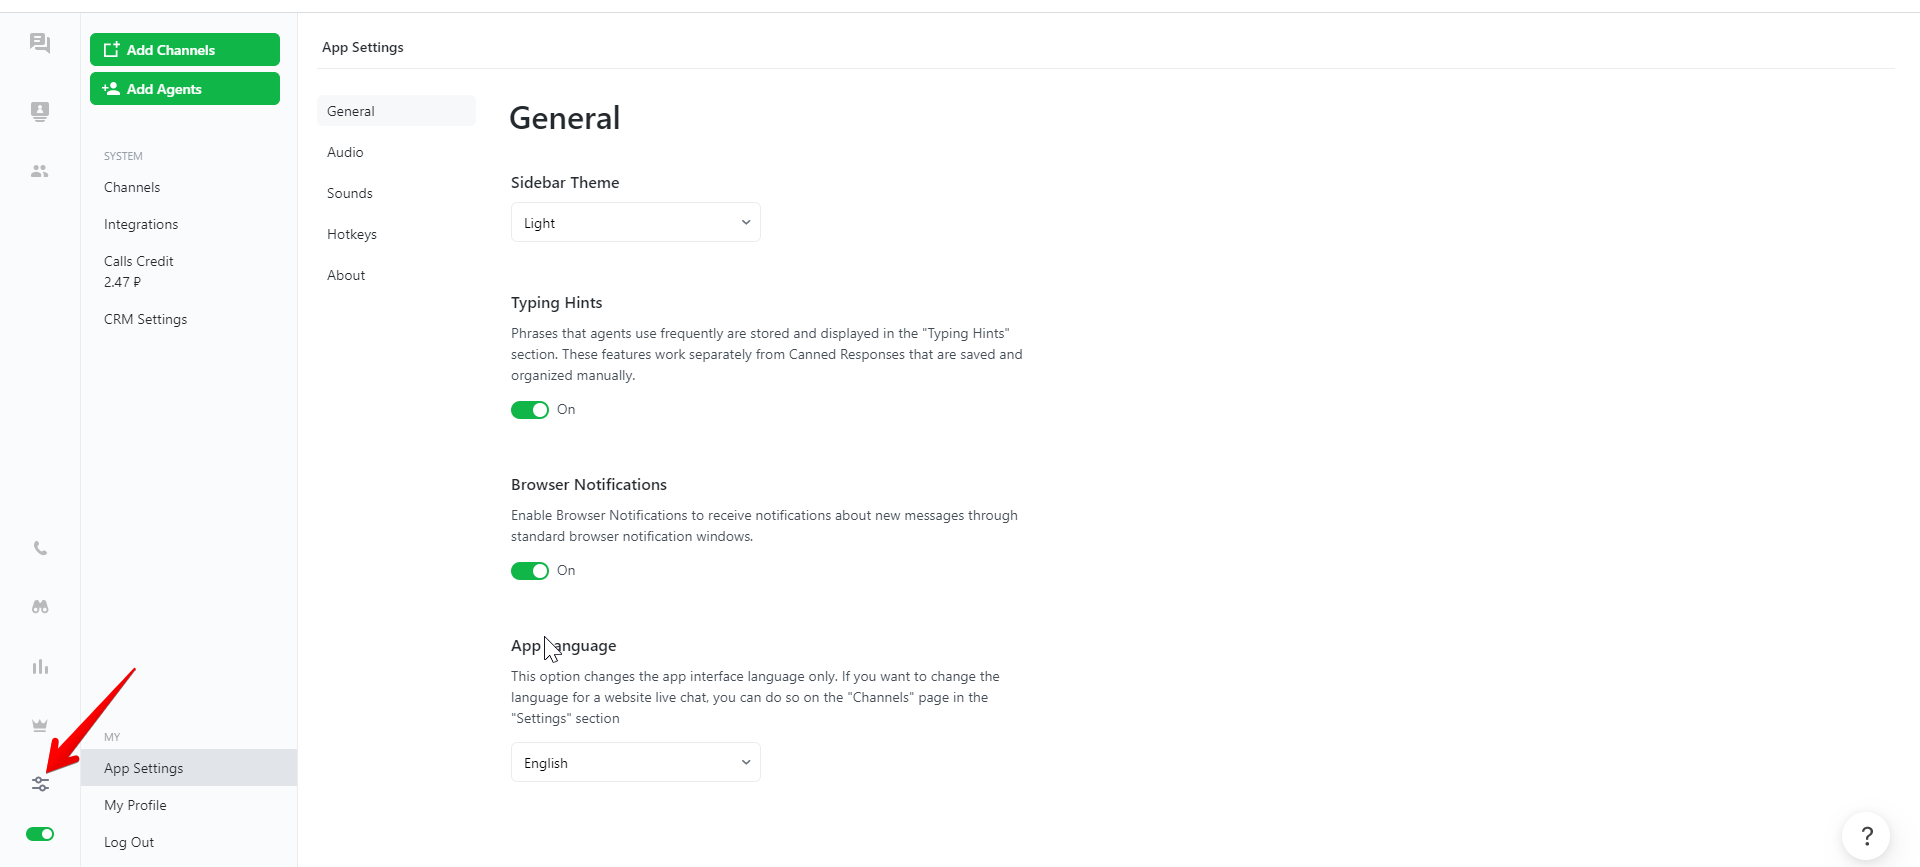 Add Channels
Add Agents
SYSTEM
Channels
Integrations
Calls Credit
2.47 ₽
CRM Settings
MY
App Settings
My Profile
Log Out
App Settings
General
Audio
Sounds
Hotkeys
About
General
Sidebar Theme
Light
Typing Hints
Phrases that agents use frequently are stored and displayed in the "Typing Hints"
section. These features work separately from Canned Responses that are saved and
organized manually.
On
Browser Notifications
Enable Browser Notifications to receive notifications about new messages through
standard browser notification windows.
On
App Language
This option changes the app interface language only. If you want to change the
language for a website live chat, you can do so on the "Channels" page in the
"Settings" section
English
?